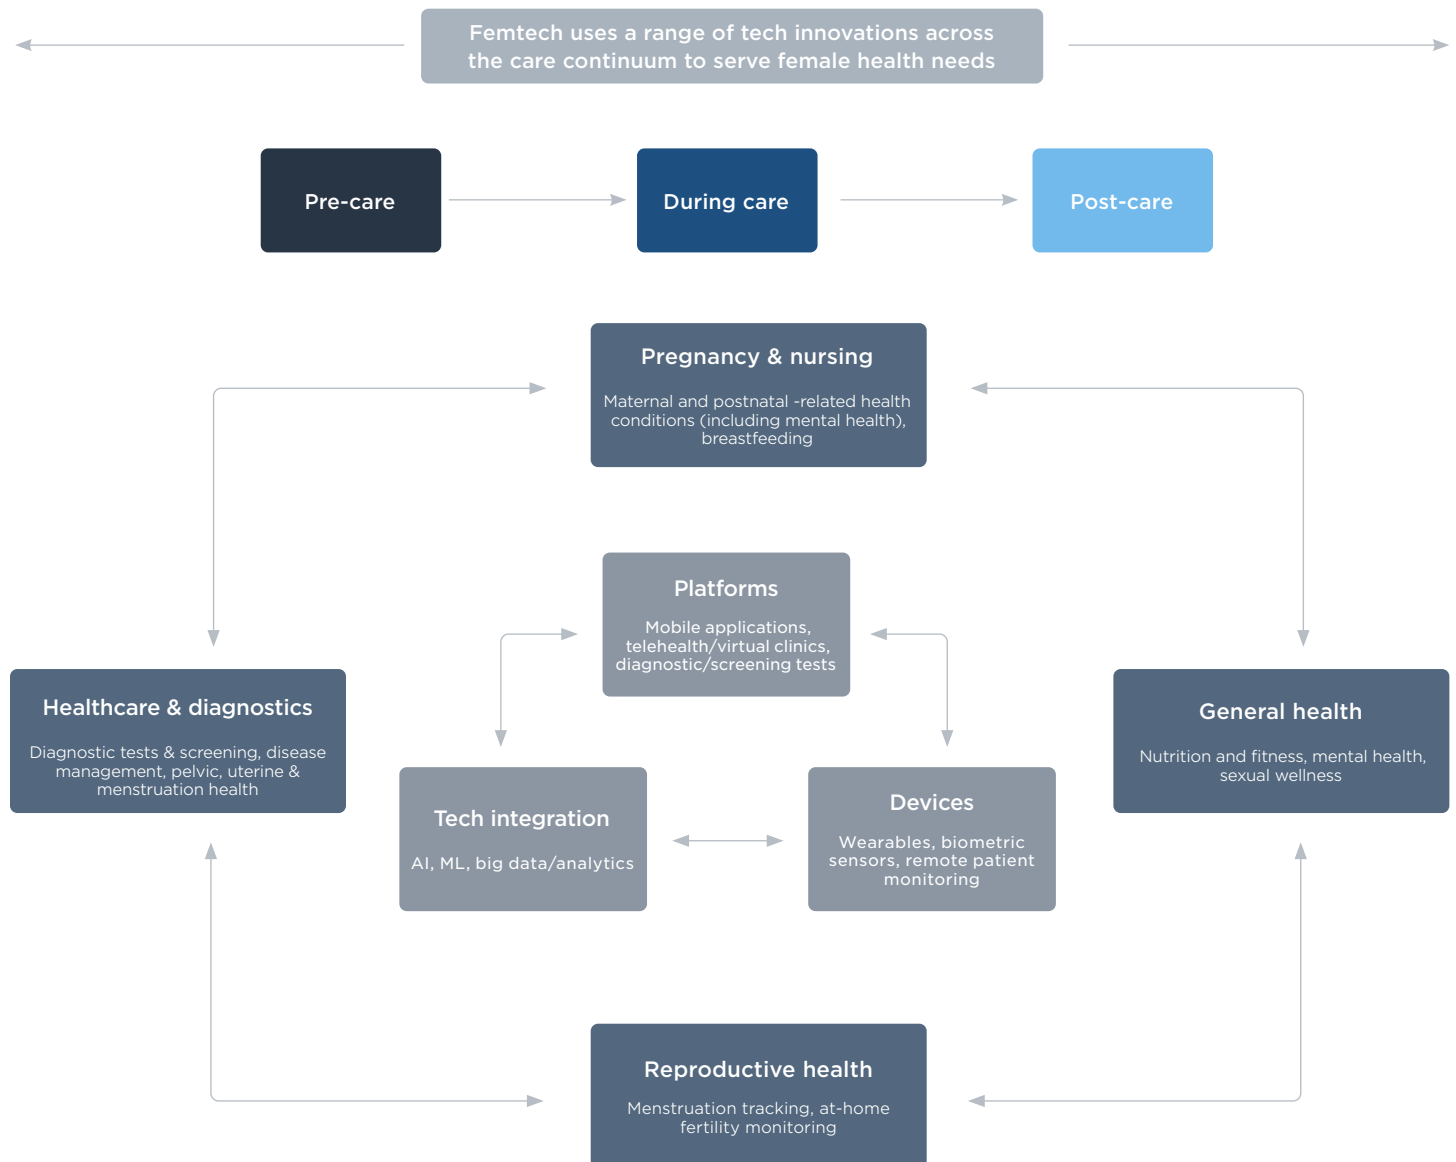 Femtech uses a range of tech innovations across
the care continuum to serve female health needs
Pre-care
During care
Post-care
Pregnancy & nursing
Maternal and postnatal -related health
conditions (including mental health),
breastfeeding
Platforms
Mobile applications,
telehealth/virtual clinics,
diagnostic/screening tests
Healthcare & diagnostics
Diagnostic tests & screening, disease
management, pelvic, uterine &
menstruation health
General health
Nutrition and fitness, mental health,
sexual wellness
Tech integration
AI, ML, big data/analytics
Devices
Wearables, biometric
sensors, remote patient
monitoring
Reproductive health
Menstruation tracking, at-home
fertility monitoring